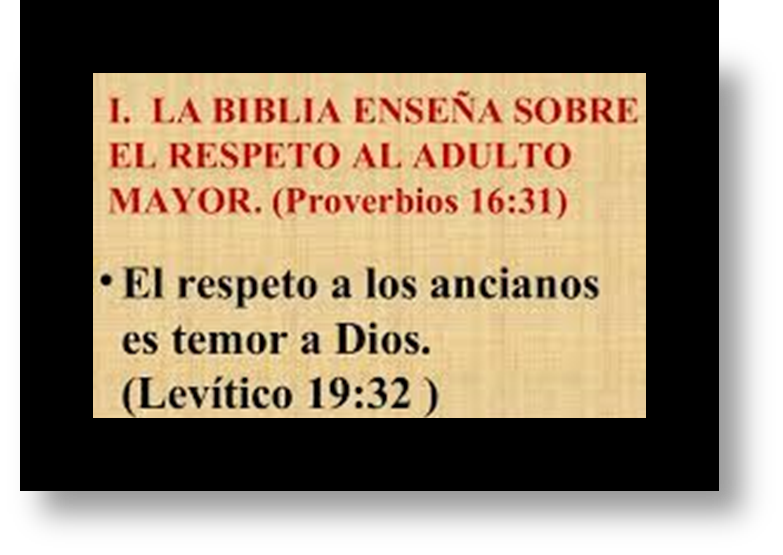 I. LA BIBLIA ENSEÑA SOBRE
EL RESPETO AL ADULTO
MAYOR. (Proverbios 16:31)
• El respeto a los ancianos
es temor a Dios.
(Levítico 19:32 )